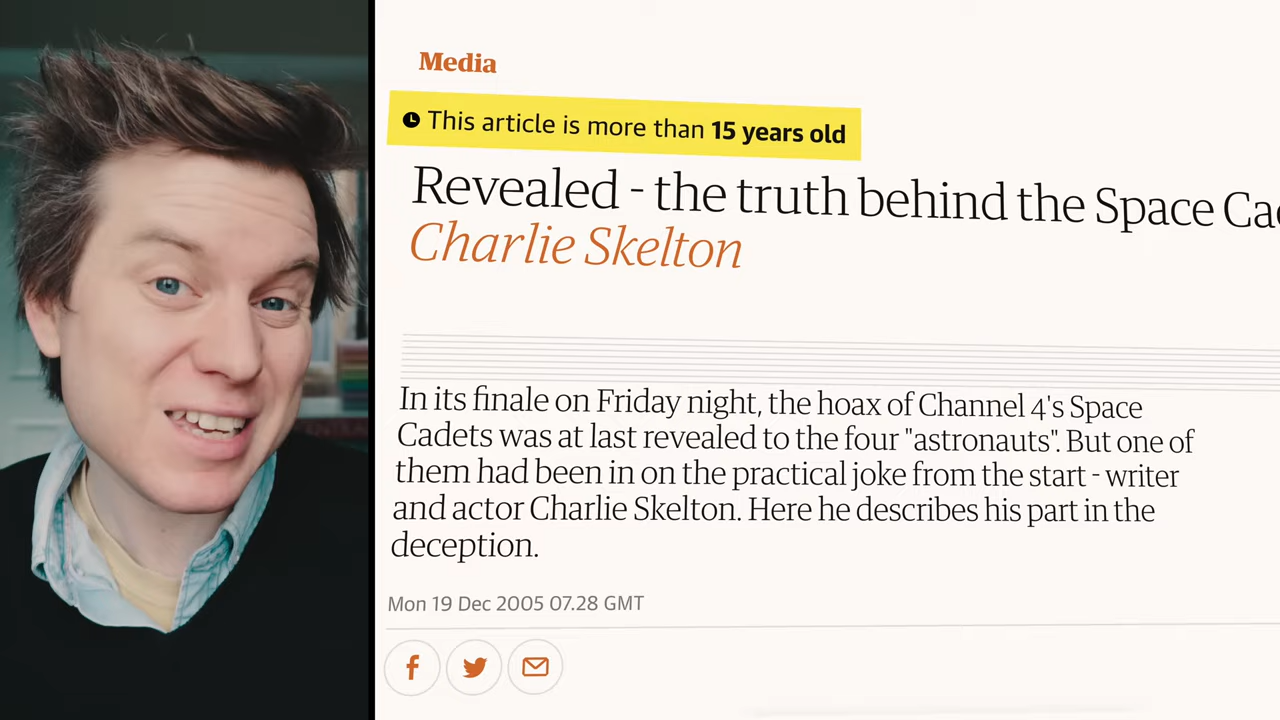 Media
This article is more than 15 years old
Revealed - the truth behind the Space
Charlie Skelton
In its finale on Friday night, the hoax of Channel 4's Space
Cadets was at last revealed to the four "astronauts". But one of
them had been in on the practical joke from the start - writer
and actor Charlie Skelton. Here he describes his part in the
deception.
Mon 19 Dec 2005 07.28 GMT